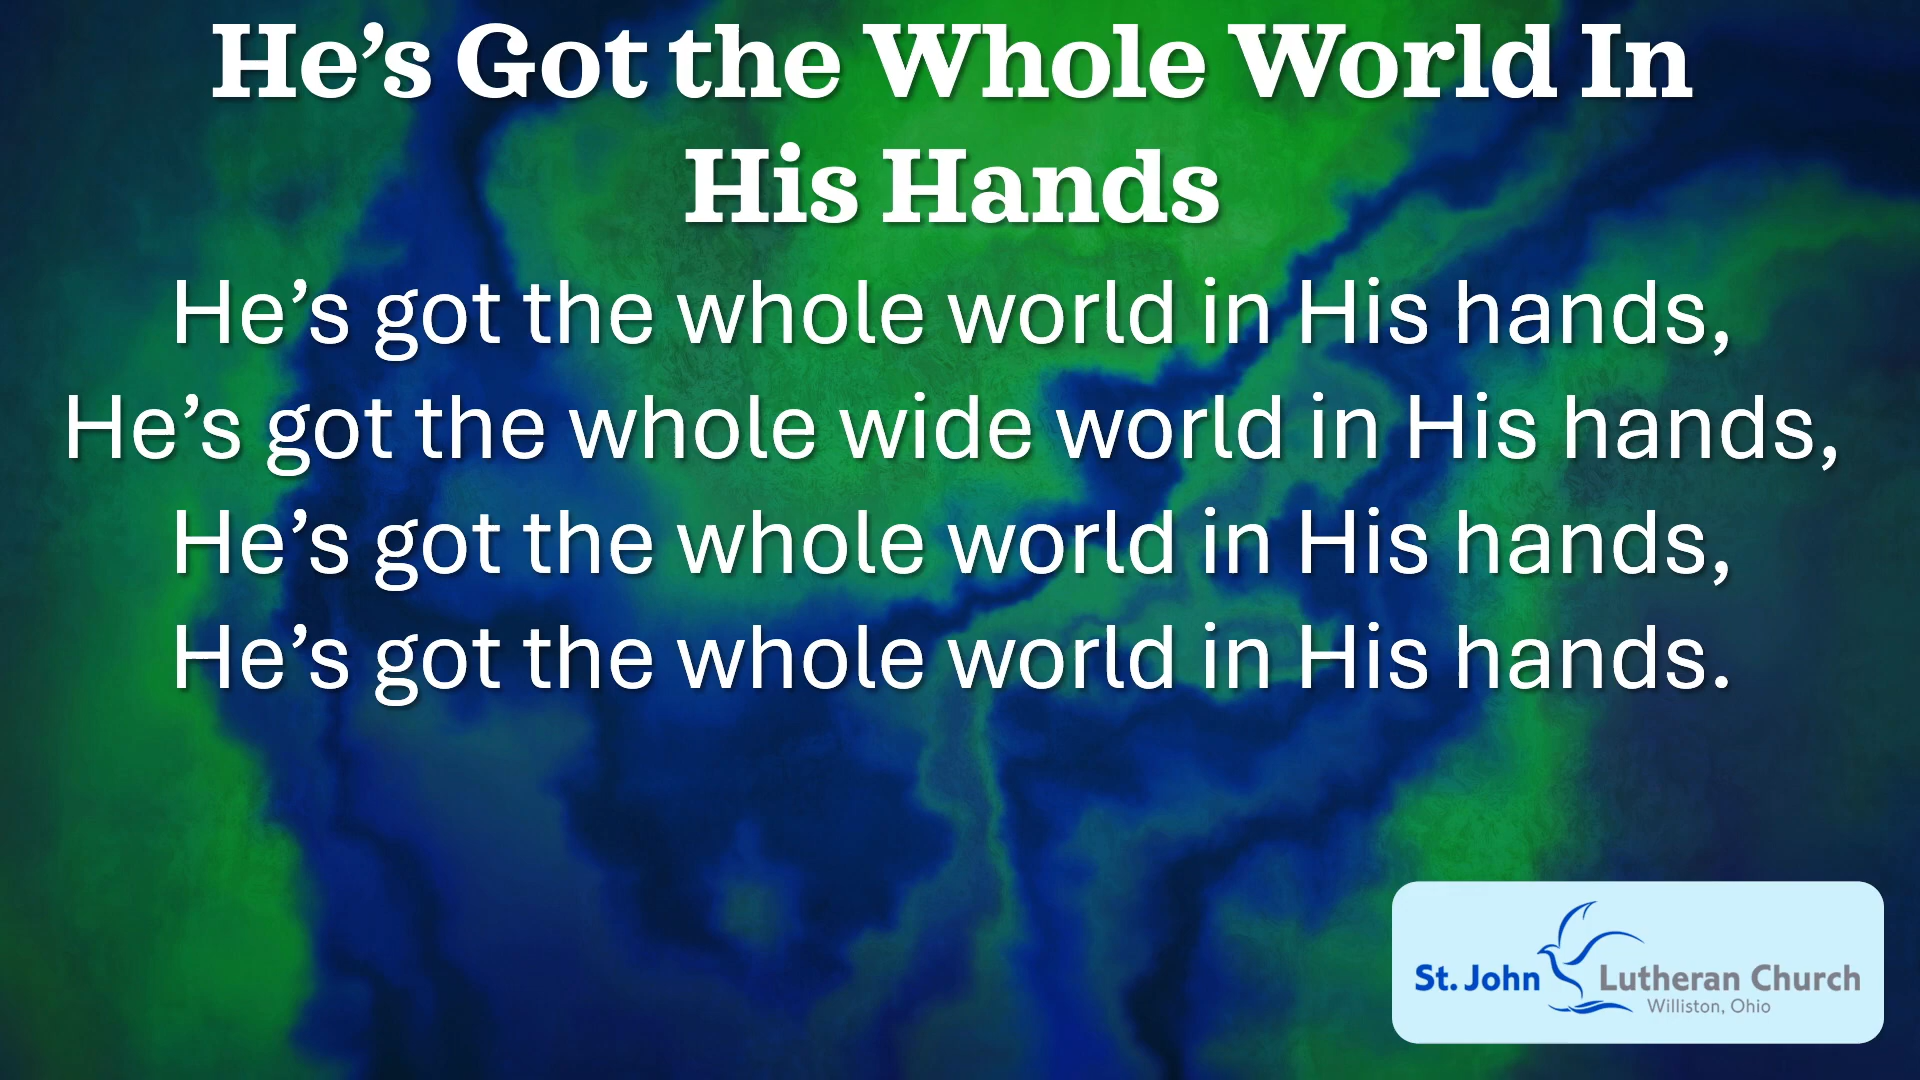 He’s Got the Whole World In
His Hands
He’s got the whole world in His hands,
He’s got the whole wide world in His hands,
He’s got the whole world in His hands,
He’s got the whole world in His hands.
St. John Lutheran Church
Williston, Ohio